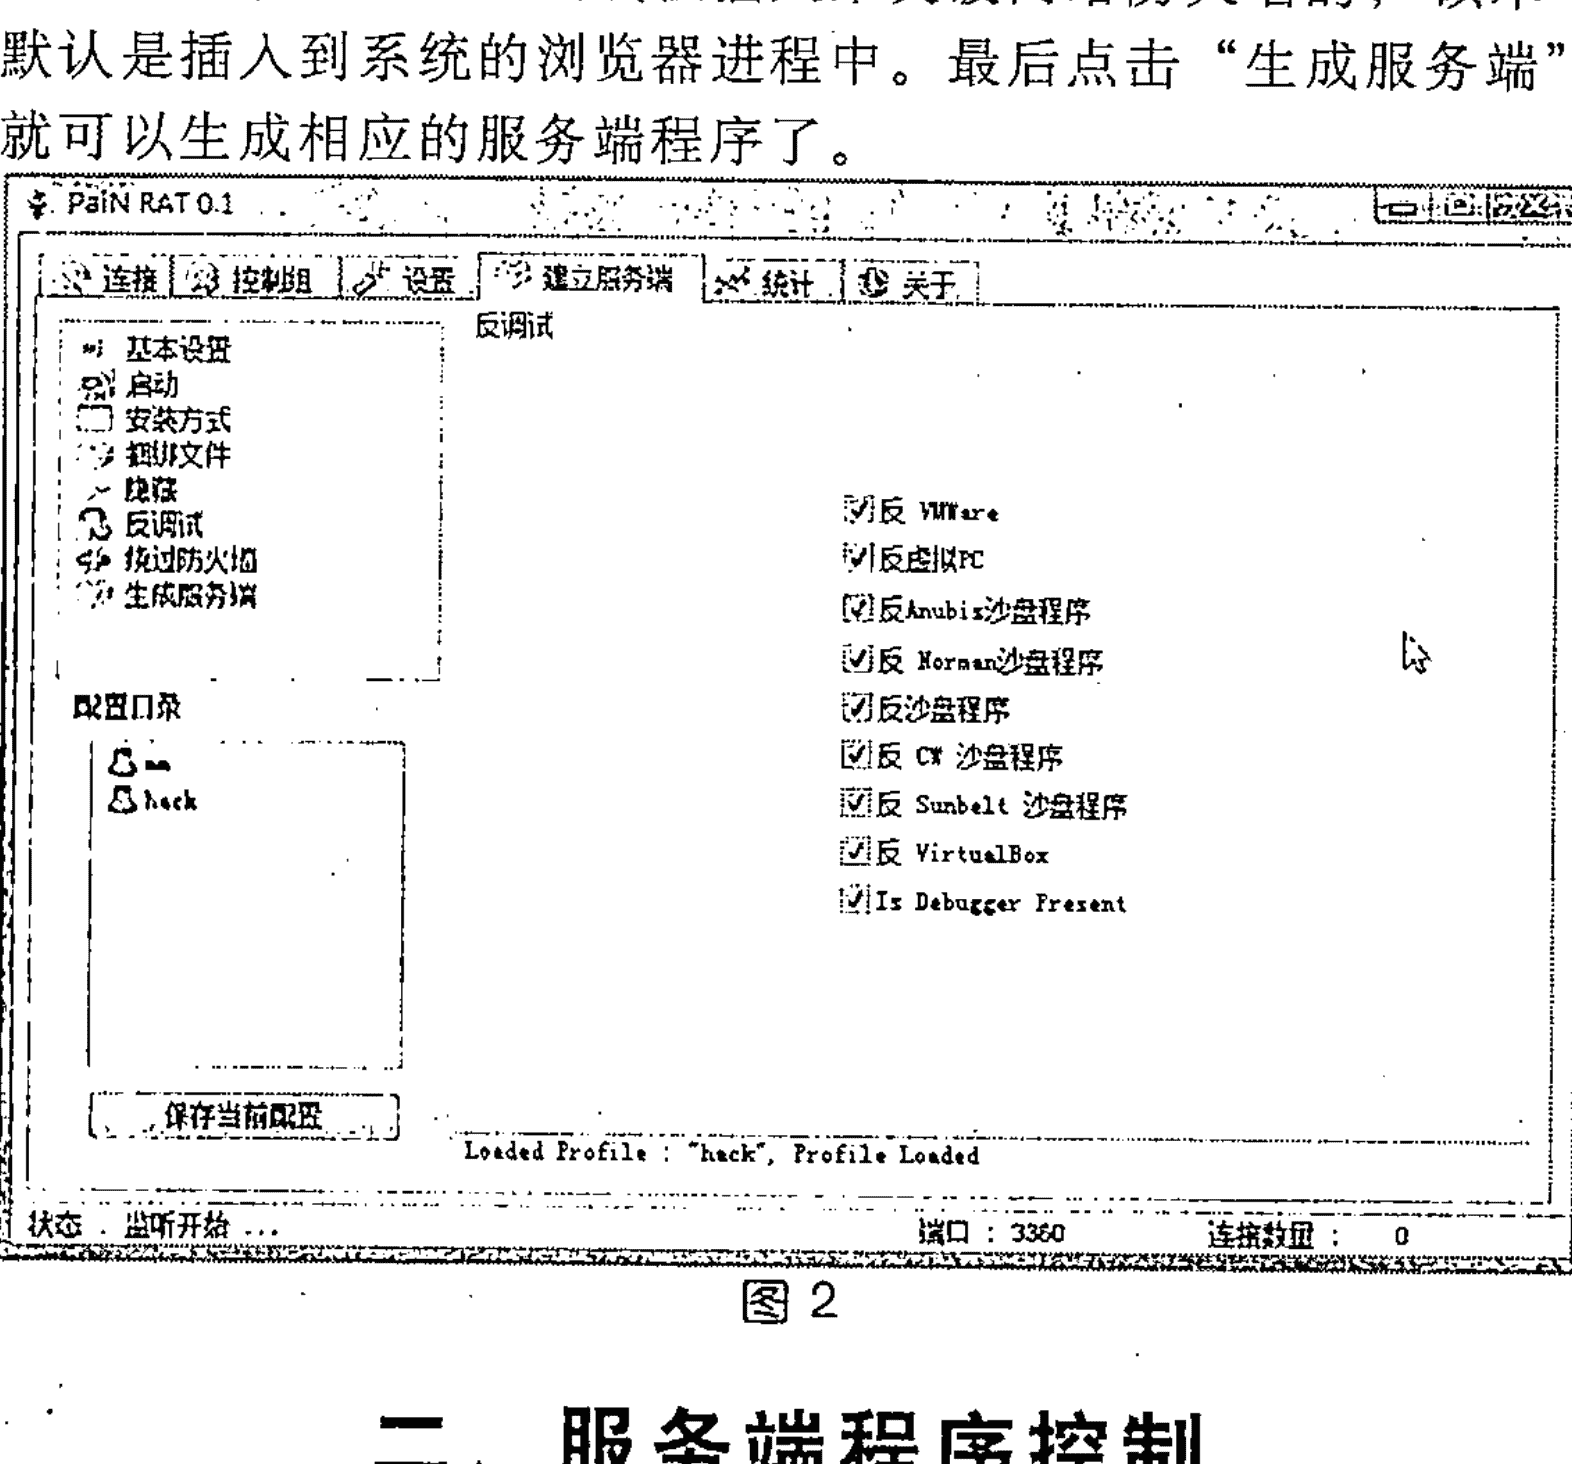 默认是插入到系统的浏览器进程中。最后点击“生成服务端”
就可以生成相应的服务端程序了。
PaiN RAT 0.1
连接 控制组 设置 建立服务端 统计 关于
反调试
基本设置
启动
安装方式
捆绑文件
隐藏
反调试
绕过防火墙
生成服务端
反 VMWare
反虚拟PC
反Anubis沙盘程序
反 Norman沙盘程序
反沙盘程序
反 CW 沙盘程序
反 Sunbelt 沙盘程序
反 VirtualBox
Is Debugger Present
配置目录
hack
保存当前配置
Loaded Profile : "hack", Profile Loaded
状态 . 监听开始 ... 端口 : 3360 连接数量 : 0
图 2
二 服务端程序控制